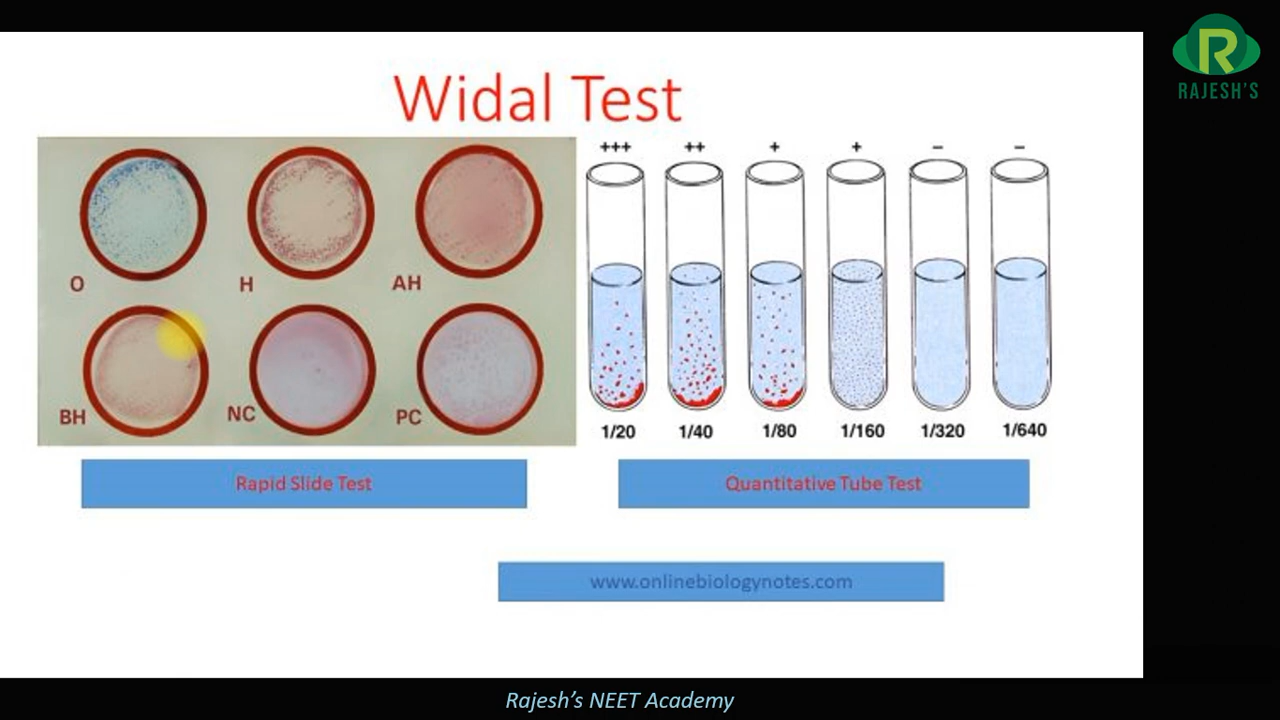 R
RAJESH'S
Widal Test
O
H
AH
BH
NC
PC
+++ ++ + + – –
1/20 1/40 1/80 1/160 1/320 1/640
Rapid Slide Test
Quantitative Tube Test
www.onlinebiologynotes.com
Rajesh's NEET Academy